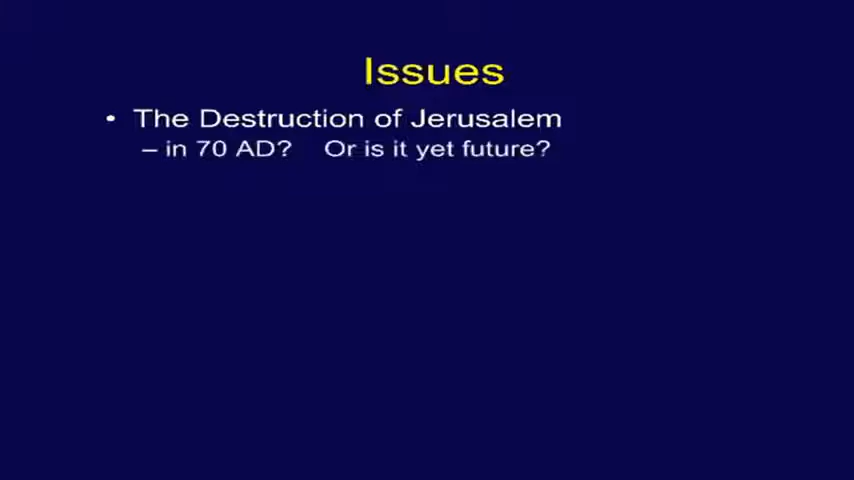 Issues
• The Destruction of Jerusalem
– in 70 AD? Or is it yet future?